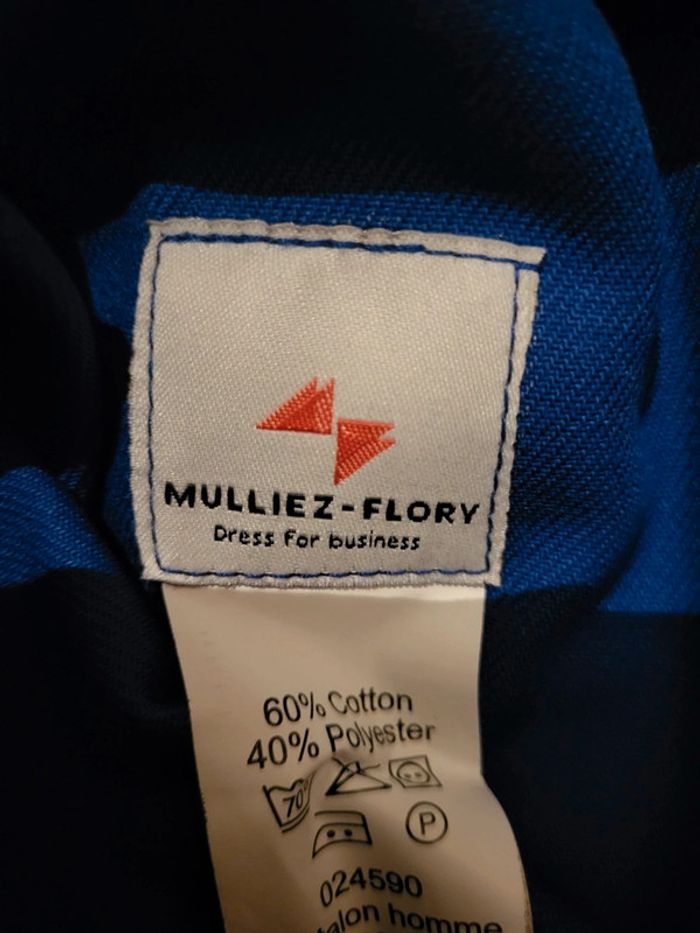 MULLIEZ-FLORY
Dress For business
60% Cotton
40% Polyester
70°
P
024590
talon homme